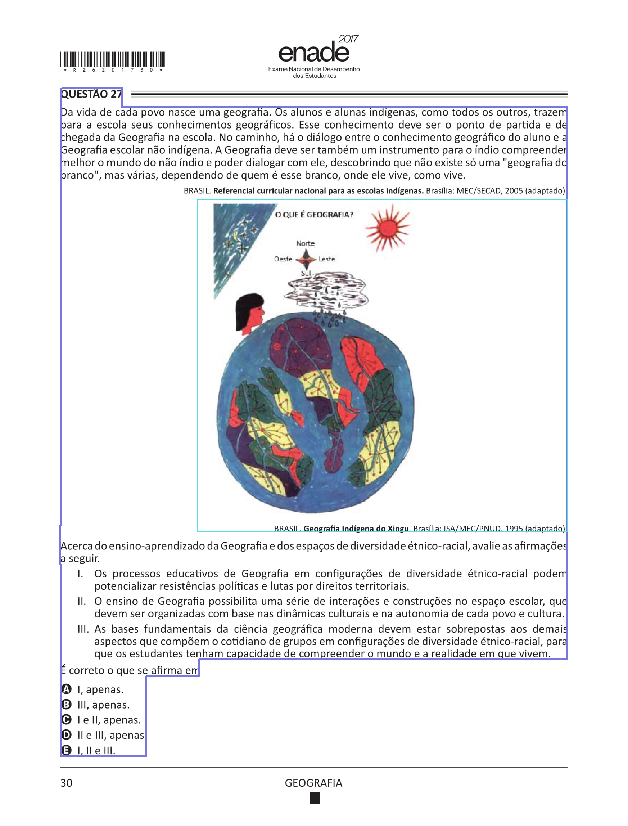 *R2620175D*
enade 2017
Exame Nacional de Desempenho
dos Estudantes
QUESTÃO 27
Da vida de cada povo nasce uma geografia. Os alunos e alunas indígenas, como todos os outros, trazem
para a escola seus conhecimentos geográficos. Esse conhecimento deve ser o ponto de partida e de
chegada da Geografia na escola. No caminho, há o diálogo entre o conhecimento geográfico do aluno e a
Geografia escolar não indígena. A Geografia deve ser também um instrumento para o índio compreender
melhor o mundo do não índio e poder dialogar com ele, descobrindo que não existe só uma "geografia do
branco", mas várias, dependendo de quem é esse branco, onde ele vive, como vive.
BRASIL. Referencial curricular nacional para as escolas indígenas. Brasília: MEC/SECAD, 2005 (adaptado)
O QUE É GEOGRAFIA?
Norte
Oeste Leste
Sul
BRASIL. Geografia Indígena do Xingu. Brasília: ISA/MEC/PNUD, 1995 (adaptado)
Acerca do ensino-aprendizado da Geografia e dos espaços de diversidade étnico-racial, avalie as afirmações
a seguir.
I. Os processos educativos de Geografia em configurações de diversidade étnico-racial podem
potencializar resistências políticas e lutas por direitos territoriais.
II. O ensino de Geografia possibilita uma série de interações e construções no espaço escolar, que
devem ser organizadas com base nas dinâmicas culturais e na autonomia de cada povo e cultura.
III. As bases fundamentais da ciência geográfica moderna devem estar sobrepostas aos demais
aspectos que compõem o cotidiano de grupos em configurações de diversidade étnico-racial, para
que os estudantes tenham capacidade de compreender o mundo e a realidade em que vivem.
É correto o que se afirma em
A I, apenas.
B III, apenas.
C I e II, apenas.
D II e III, apenas
E I, II e III.
30
GEOGRAFIA